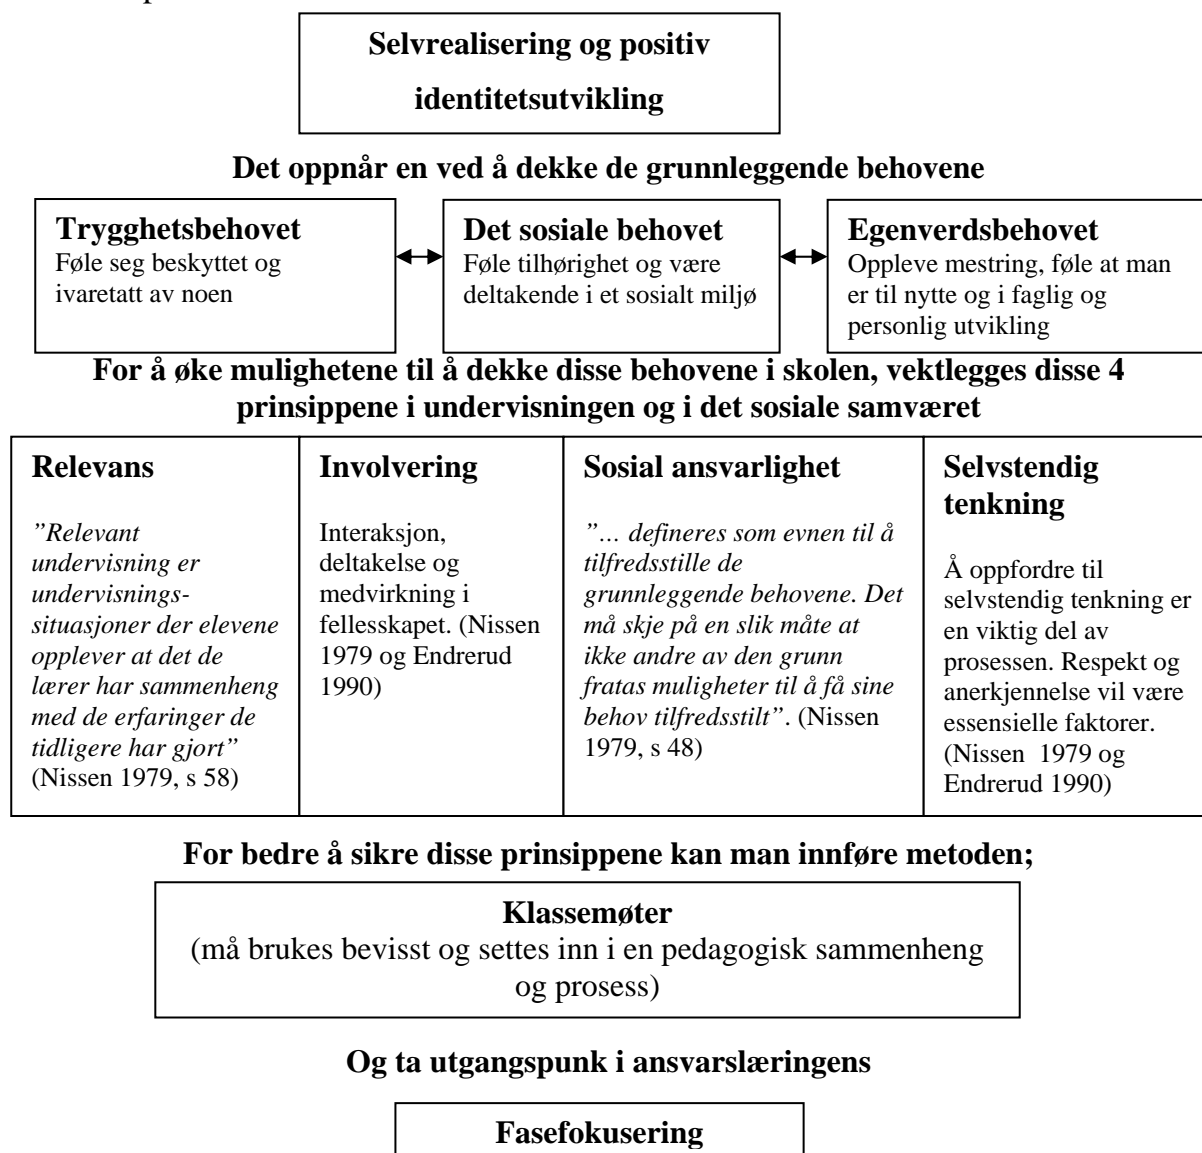 Selvrealisering og positiv
identitetsutvikling
Det oppnår en ved å dekke de grunnleggende behovene
Trygghetsbehovet
Føle seg beskyttet og
ivaretatt av noen
Det sosiale behovet
Føle tilhørighet og være
deltakende i et sosialt miljø
Egenverdsbehovet
Oppleve mestring, føle at man
er til nytte og i faglig og
personlig utvikling
For å øke mulighetene til å dekke disse behovene i skolen, vektlegges disse 4
prinsippene i undervisningen og i det sosiale samværet
Relevans
”Relevant
undervisning er
undervisnings-
situasjoner der elevene
opplever at det de
lærer har sammenheng
med de erfaringer de
tidligere har gjort”
(Nissen 1979, s 58)
Involvering
Interaksjon,
deltakelse og
medvirkning i
fellesskapet. (Nissen
1979 og Endrerud
1990)
Sosial ansvarlighet
”… defineres som evnen til å
tilfredsstille de
grunnleggende behovene. Det
må skje på en slik måte at
ikke andre av den grunn
fratas muligheter til å få sine
behov tilfredsstilt”. (Nissen
1979, s 48)
Selvstendig
tenkning
Å oppfordre til
selvstendig tenkning er
en viktig del av
prosessen. Respekt og
anerkjennelse vil være
essensielle faktorer.
(Nissen 1979 og
Endrerud 1990)
For bedre å sikre disse prinsippene kan man innføre metoden;
Klassemøter
(må brukes bevisst og settes inn i en pedagogisk sammenheng
og prosess)
Og ta utgangspunk i ansvarslæringens
Fasefokusering